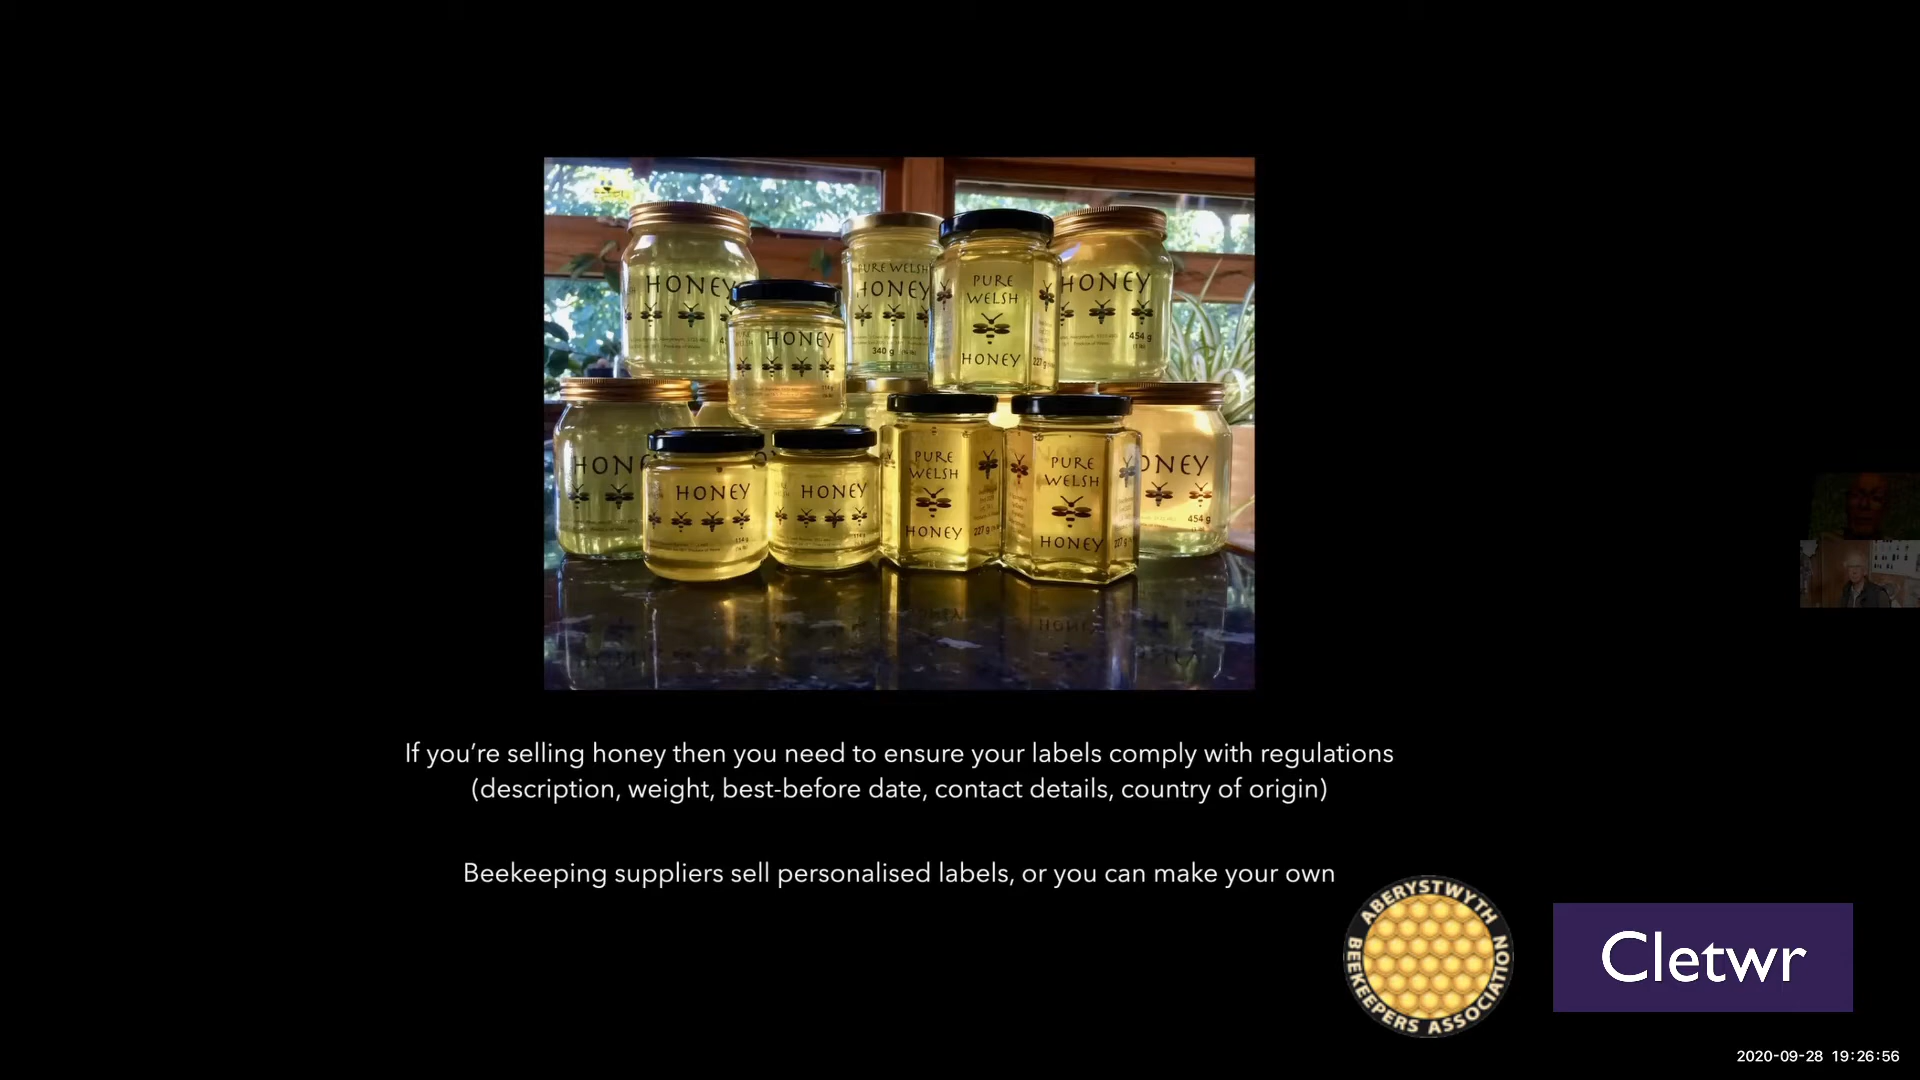 HONEY
PURE WELSH
HONEY
340 g
PURE
WELSH
HONEY
227 g
HONEY
454 g
HONEY
HONEY
HONEY
PURE
WELSH
HONEY
227 g
PURE
WELSH
HONEY
227 g
454 g
If you’re selling honey then you need to ensure your labels comply with regulations
(description, weight, best-before date, contact details, country of origin)
Beekeeping suppliers sell personalised labels, or you can make your own
ABERYSTWYTH
BEEKEEPERS ASSOCIATION
Cletwr
2020-09-28 19:26:56